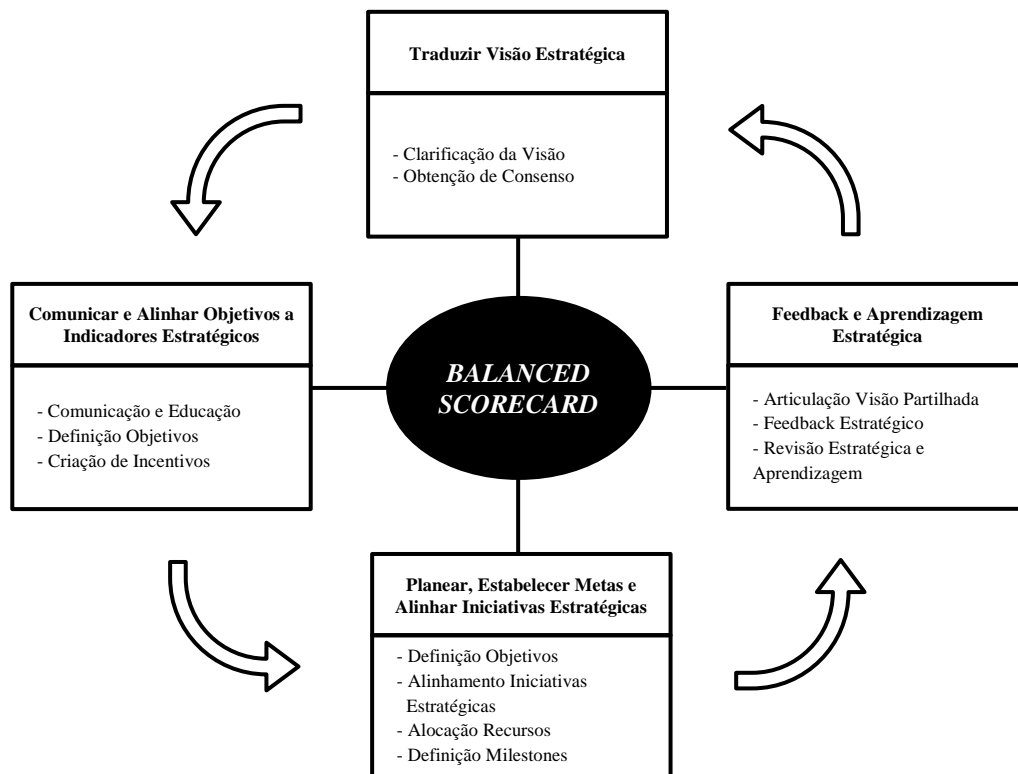 Traduzir Visão Estratégica
- Clarificação da Visão
- Obtenção de Consenso
Comunicar e Alinhar Objetivos a
Indicadores Estratégicos
- Comunicação e Educação
- Definição Objetivos
- Criação de Incentivos
BALANCED
SCORECARD
Feedback e Aprendizagem
Estratégica
- Articulação Visão Partilhada
- Feedback Estratégico
- Revisão Estratégica e
Aprendizagem
Planear, Estabelecer Metas e
Alinhar Iniciativas Estratégicas
- Definição Objetivos
- Alinhamento Iniciativas
Estratégicas
- Alocação Recursos
- Definição Milestones